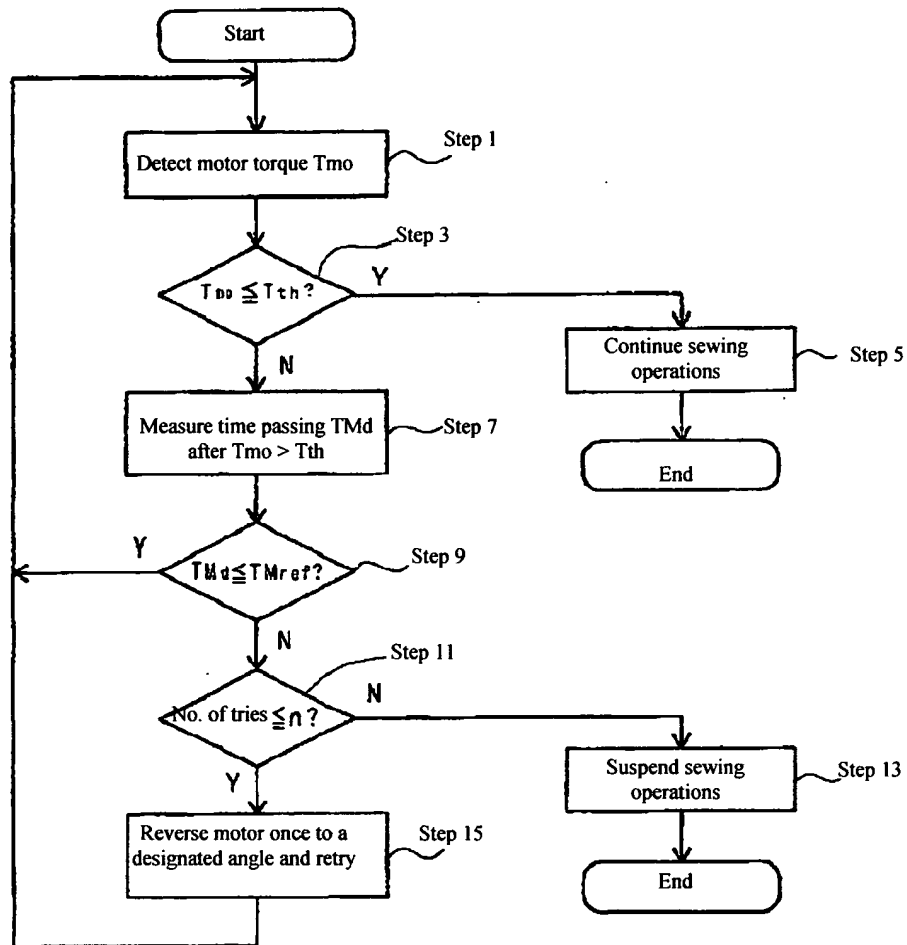 Start
Step 1
Detect motor torque Tmo
Step 3
Tmo ≦ Tth?
Y
N
Continue sewing
operations
Step 5
Measure time passing TMd
after Tmo > Tth
Step 7
End
Y
TMd≦TMref?
Step 9
N
Step 11
No. of tries ≦n?
N
Y
Suspend sewing
operations
Step 13
Reverse motor once to a
designated angle and retry
Step 15
End